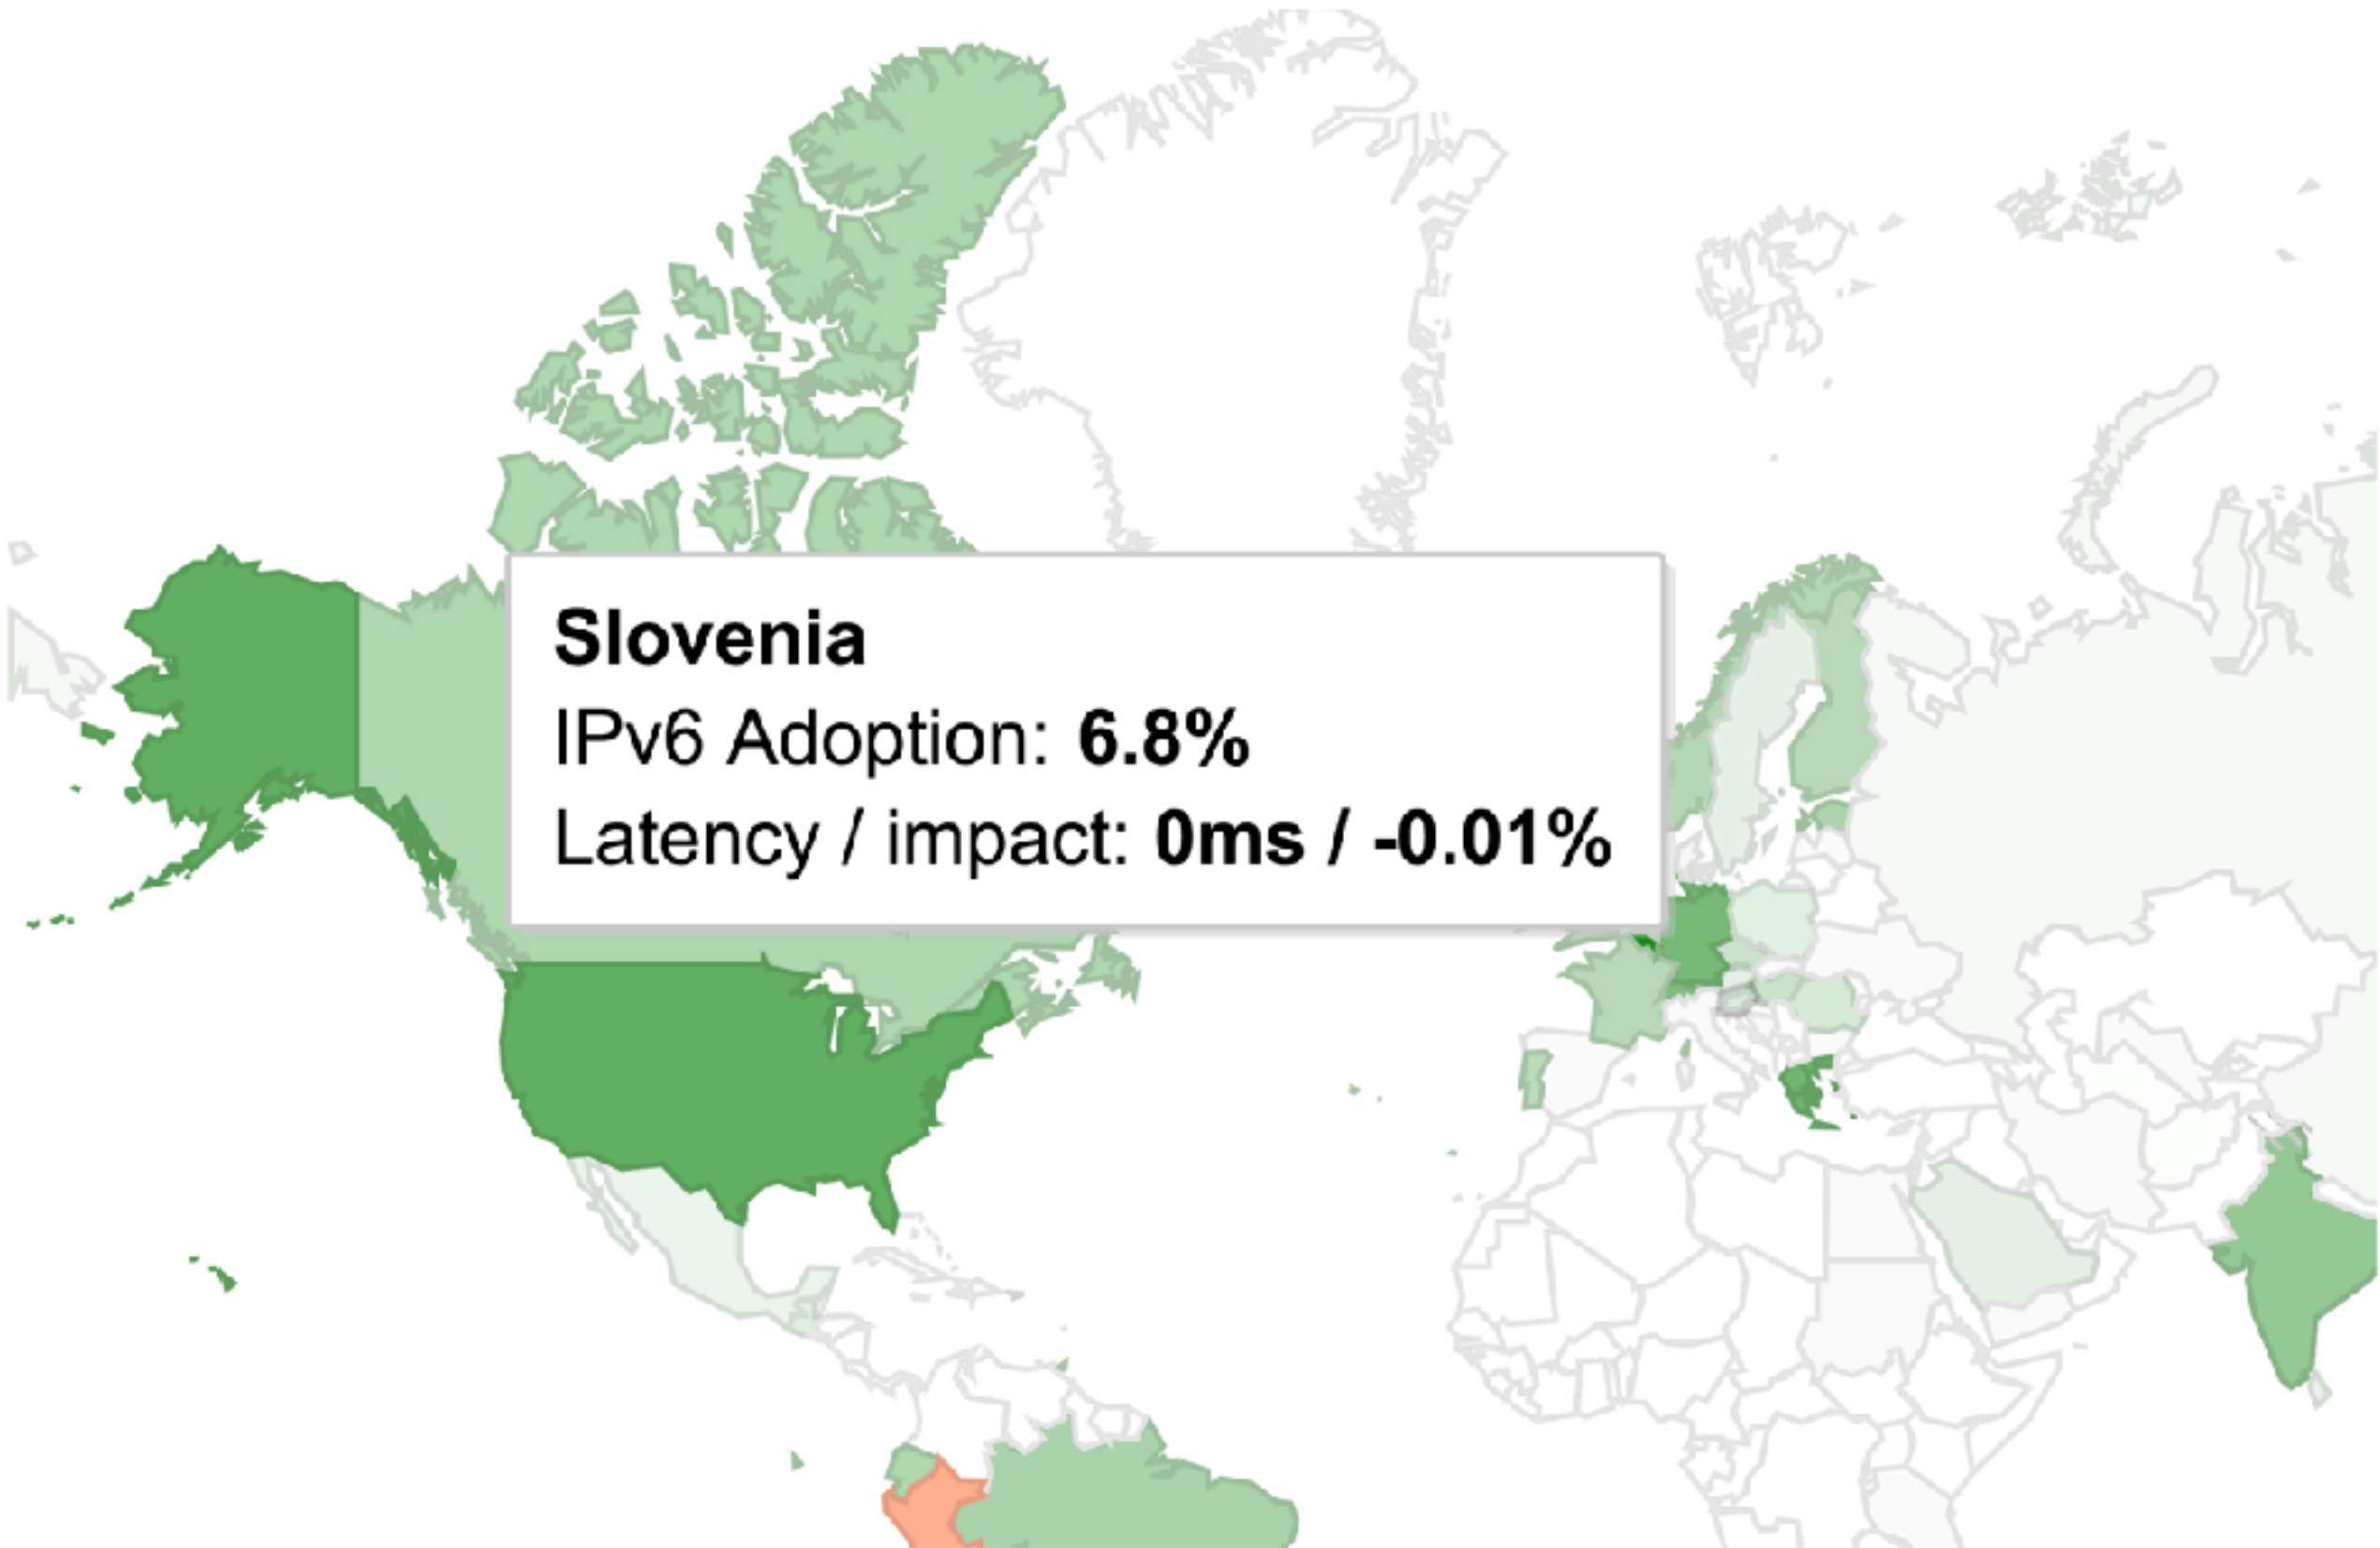 Slovenia
IPv6 Adoption: 6.8%
Latency / impact: 0ms / -0.01%